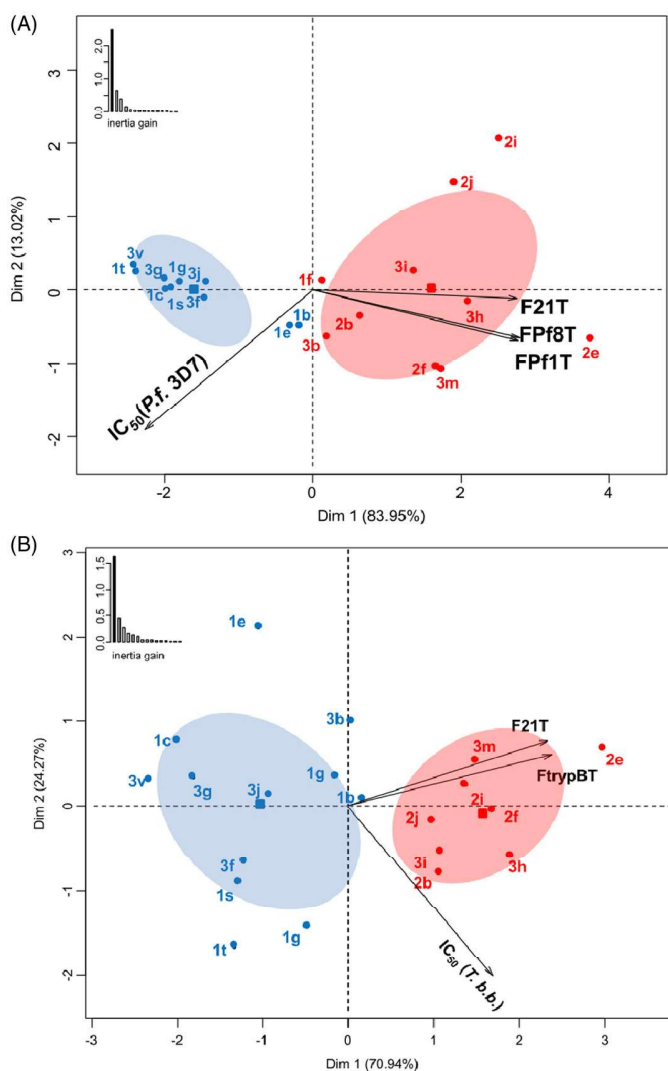 (A)
2.0
1.0
0.0
inertia gain
3
2
1
0
-1
-2
Dim 2 (13.02%)
2i
2j
3v
1t
3g
1g
3j
1c
1s
3f
1f
3i
F21T
3h
FPf8T
FPf1T
2e
2b
1b
1e
3b
2f
3m
IC50(P.f. 3D7)
-2
0
2
4
Dim 1 (83.95%)
(B)
1.5
1.0
0.5
0.0
inertia gain
3
2
1
0
-1
-2
Dim 2 (24.27%)
1e
1c
3b
3v
3g
1g
3j
1b
3m
F21T
2e
FtrypBT
2i
2j
2f
3f
1s
3i
2b
3h
1t
1g
IC50 (T. b.b.)
-3
-2
-1
0
1
2
3
Dim 1 (70.94%)